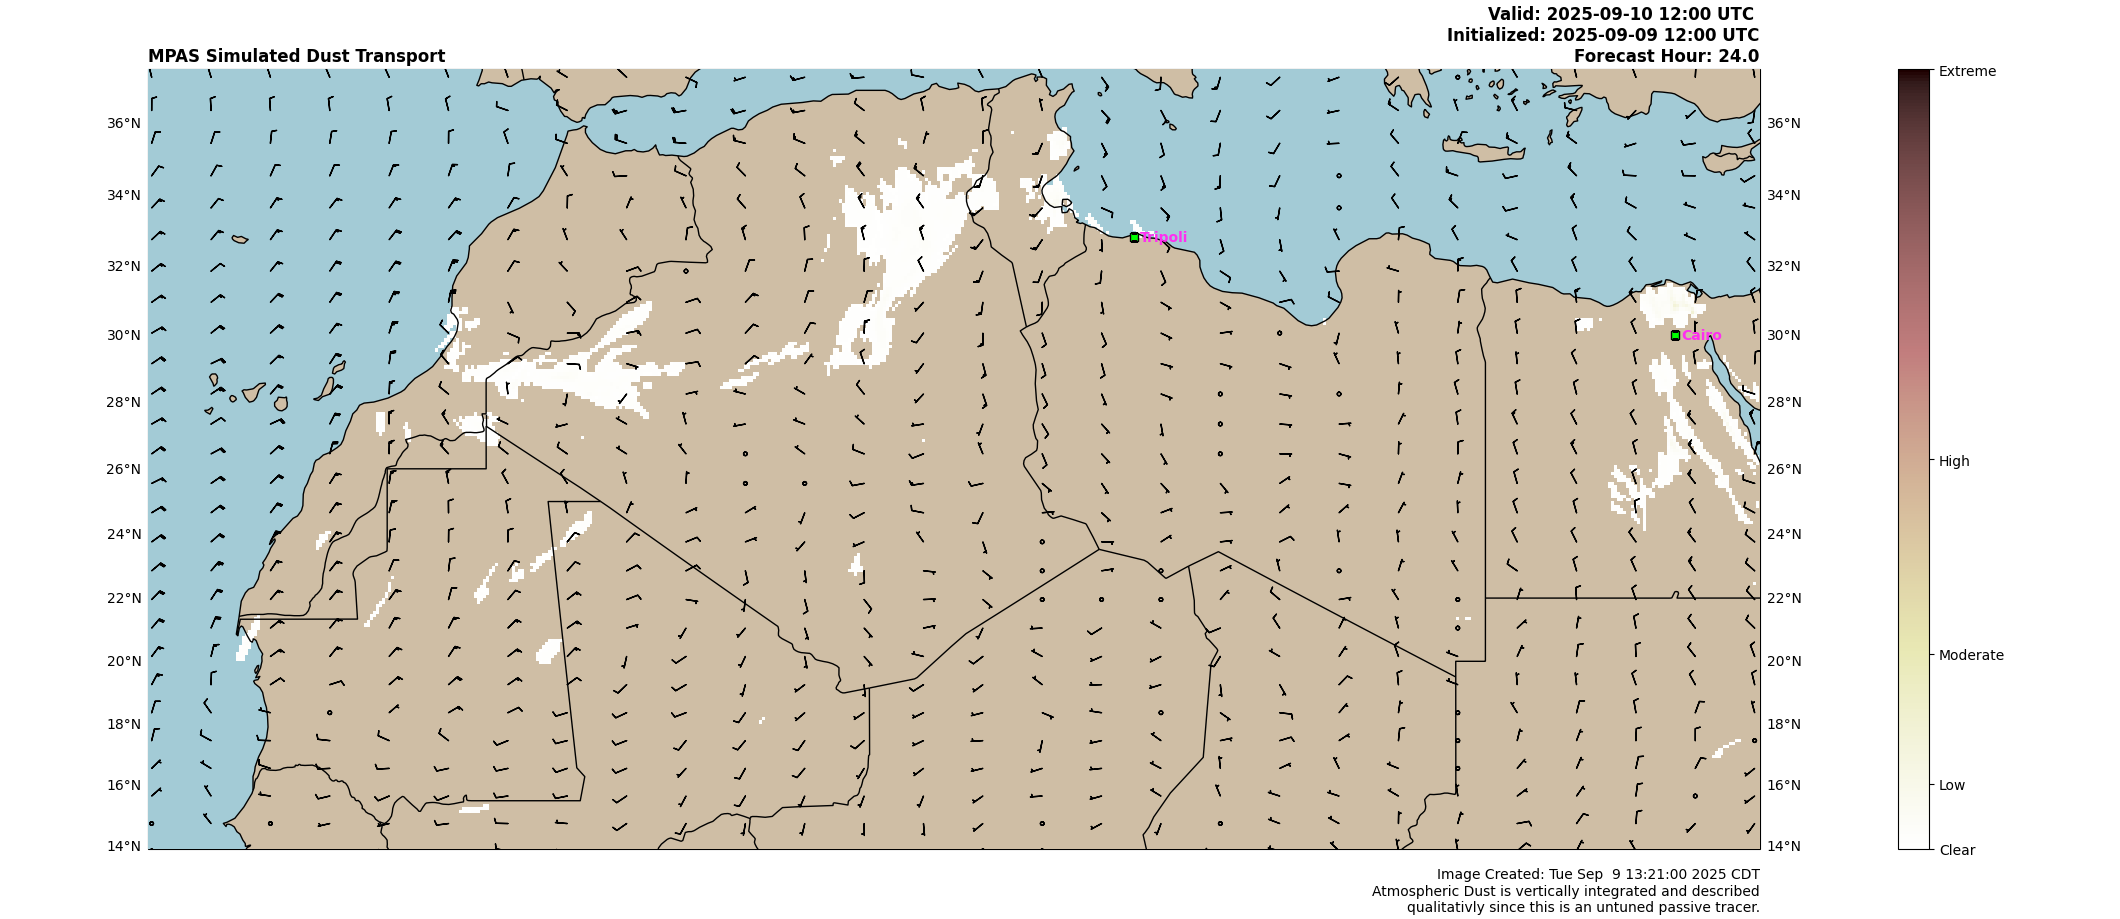 Valid: 2025-09-10 12:00 UTC
Initialized: 2025-09-09 12:00 UTC
MPAS Simulated Dust Transport
Forecast Hour: 24.0
Extreme
36°N
36°N
34°N
34°N
Tripoli
32°N
32°N
30°N
Cairo
30°N
28°N
28°N
High
26°N
26°N
24°N
24°N
22°N
22°N
Moderate
20°N
20°N
18°N
18°N
16°N
16°N
Low
14°N
14°N
Clear
Image Created: Tue Sep  9 13:21:00 2025 CDT
Atmospheric Dust is vertically integrated and described
qualitativly since this is an untuned passive tracer.